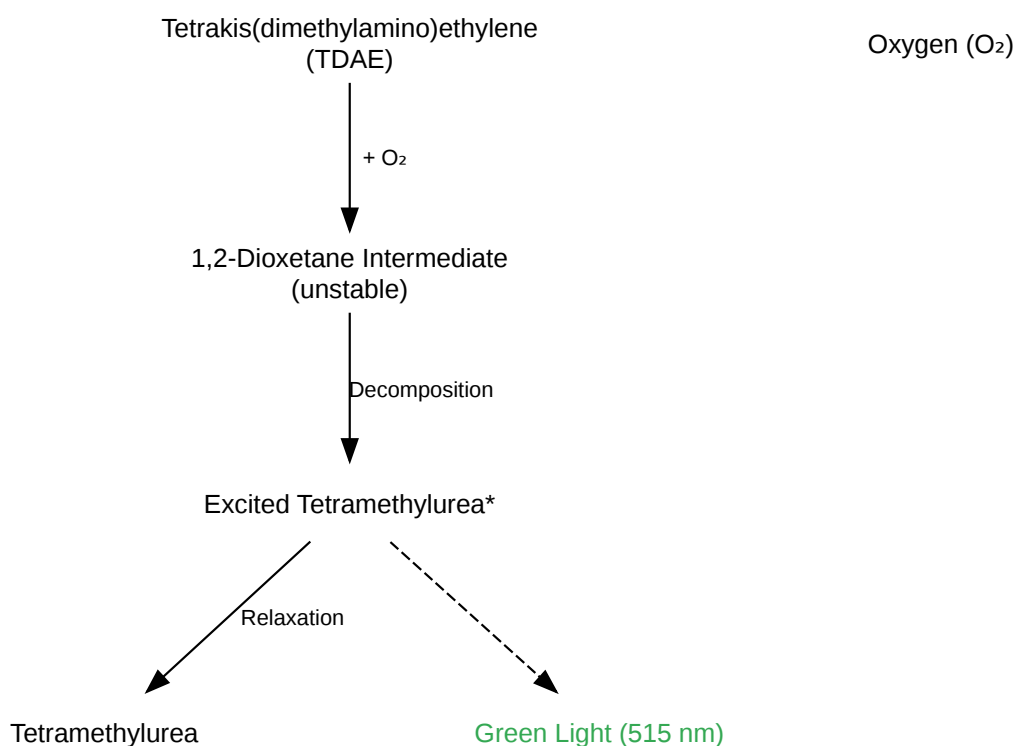 Tetrakis(dimethylamino)ethylene
(TDAE)
Oxygen (O₂)
+ O₂
1,2-Dioxetane Intermediate
(unstable)
Decomposition
Excited Tetramethylurea*
Relaxation
Tetramethylurea
Green Light (515 nm)